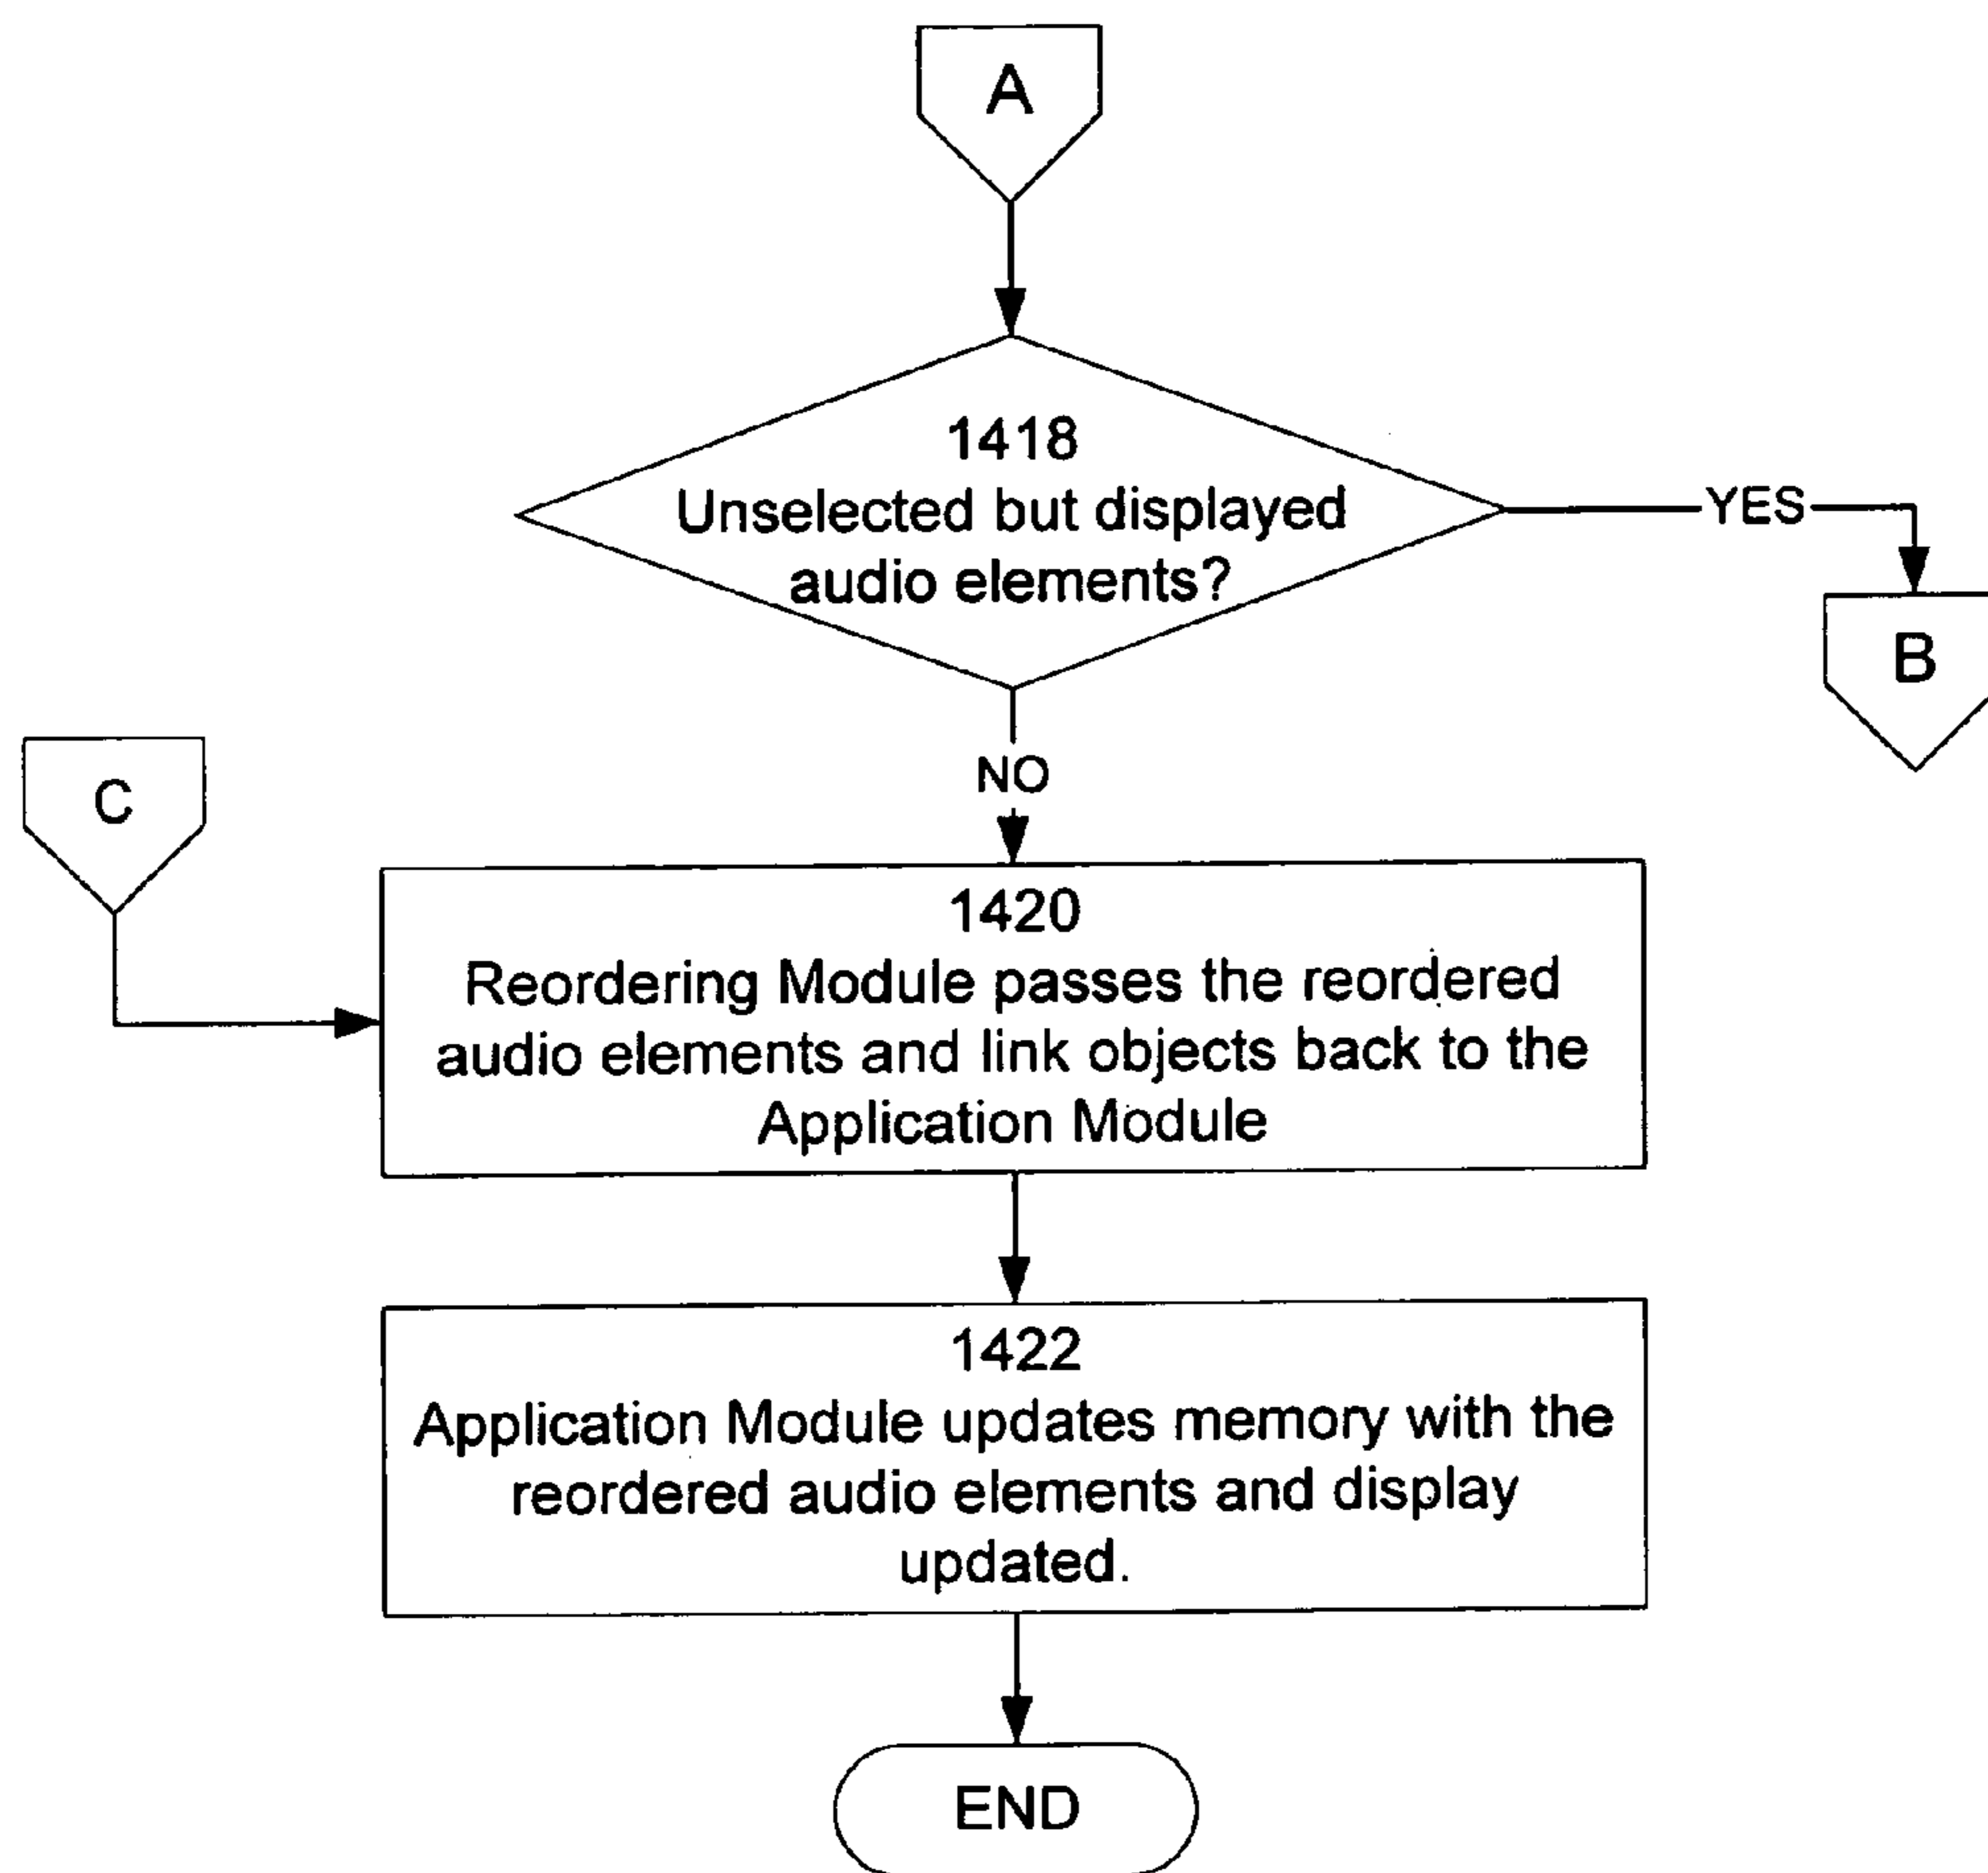 A
1418
Unselected but displayed
audio elements?
YES
B
NO
C
1420
Reordering Module passes the reordered
audio elements and link objects back to the
Application Module
1422
Application Module updates memory with the
reordered audio elements and display
updated.
END